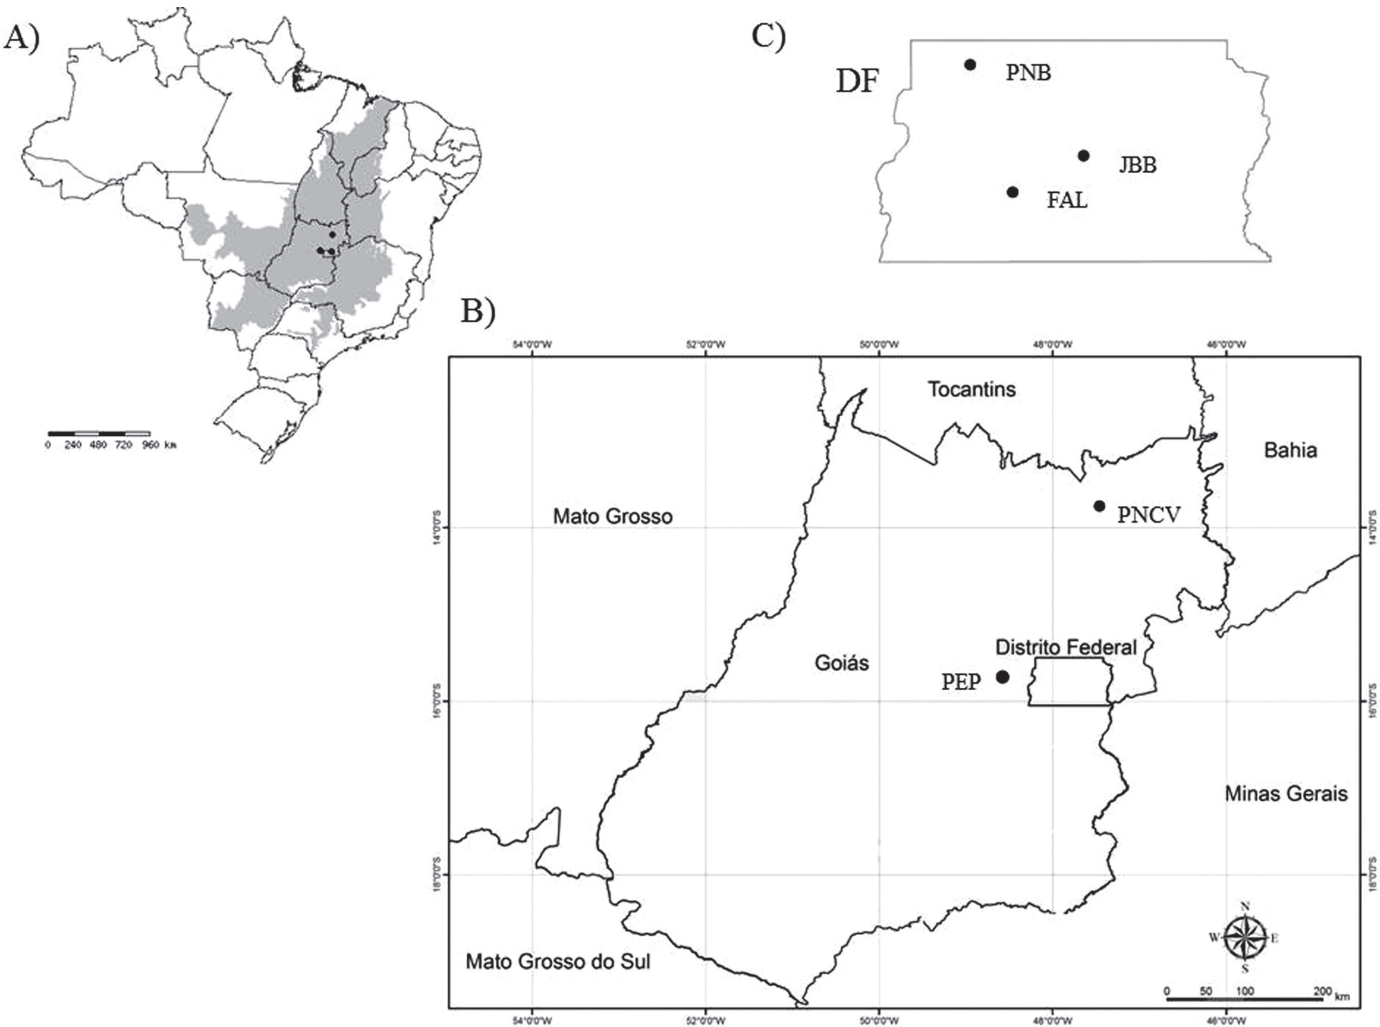 A)
0 240 480 720 960 km
C)
DF
PNB
JBB
FAL
B)
54°0'0"W 52°0'0"W 50°0'0"W 48°0'0"W 46°0'0"W
Tocantins
Bahia
Mato Grosso
PNCV
14°0'0"S 14°0'0"S
Distrito Federal
Goiás
PEP
16°0'0"S 16°0'0"S
Minas Gerais
18°0'0"S 18°0'0"S
Mato Grosso do Sul
N
W E
S
0 50 100 200 km
54°0'0"W 52°0'0"W 50°0'0"W 48°0'0"W 46°0'0"W